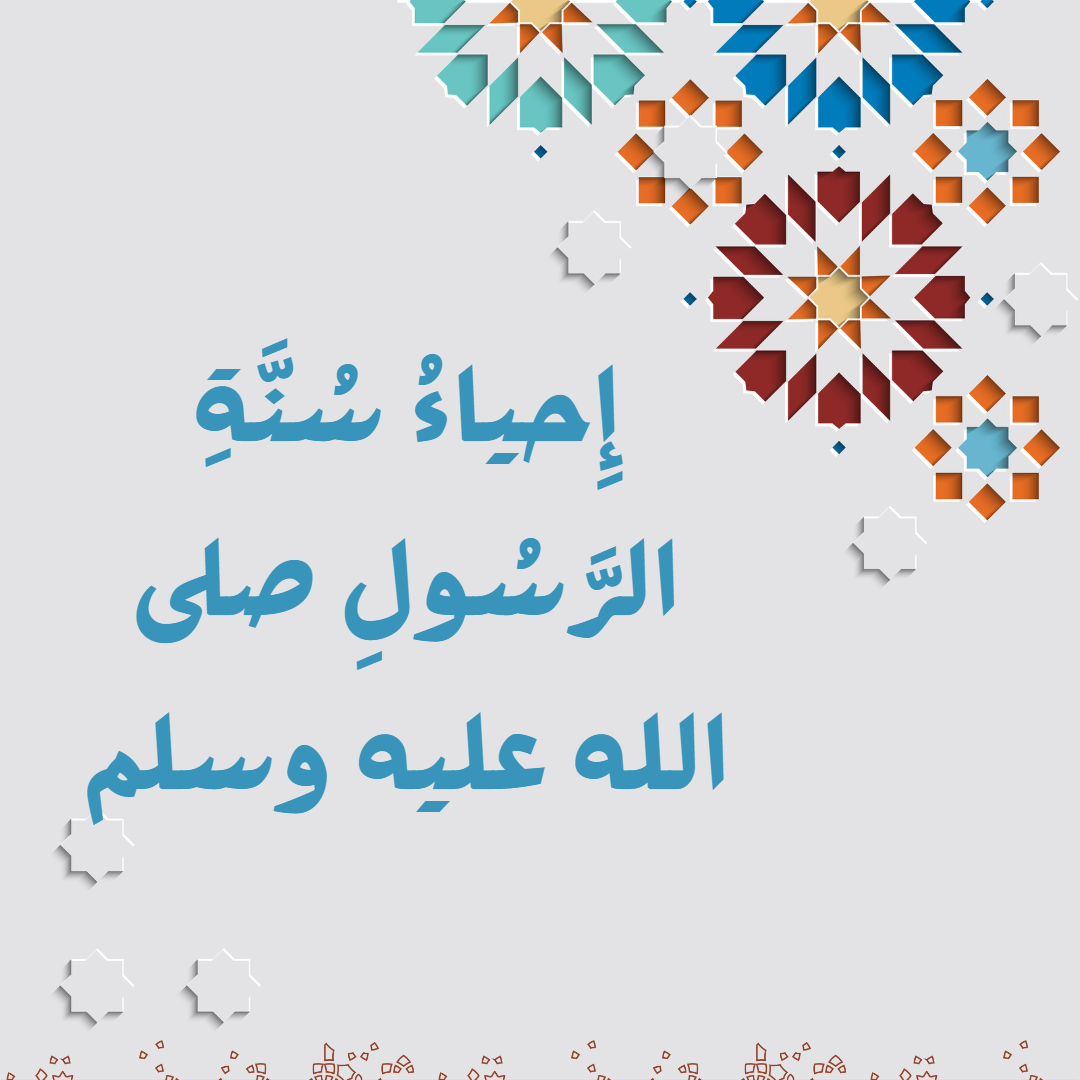 إِحياءُ سُنَّةِ
الرَّسُولِ صلى
الله عليه وسلم